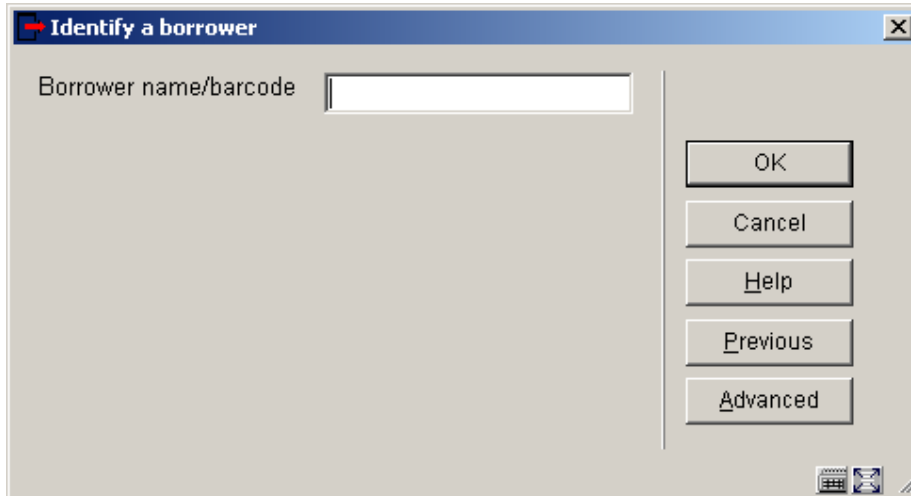 Identify a borrower
Borrower name/barcode
OK
Cancel
Help
Previous
Advanced